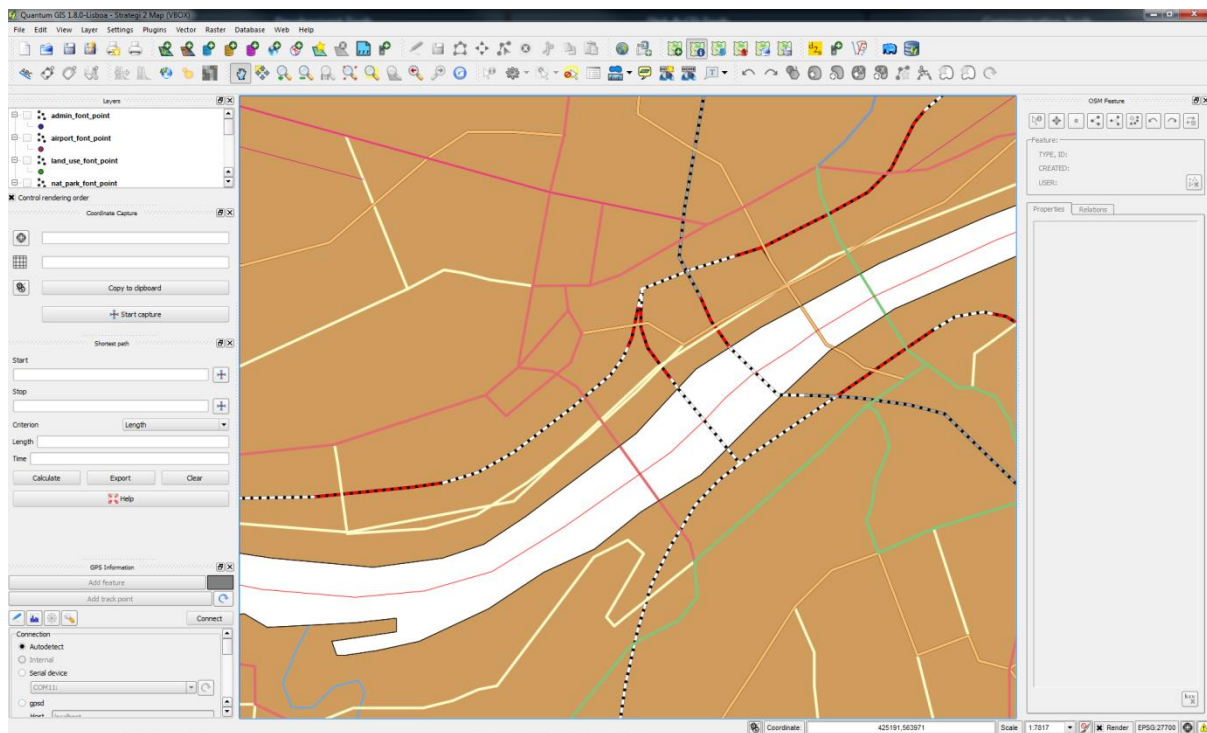 Quantum GIS 1.8.0-Lisboa - Strategi 2 Map (VBOX)
File Edit View Layer Settings Plugins Vector Raster Database Web Help
Layers
admin_font_point
airport_font_point
land_use_font_point
nat_park_font_point
Control rendering order
Coordinate Capture
Copy to clipboard
Start capture
Shortest path
Start
Stop
Criterion Length
Length
Time
Calculate Export Clear
Help
GPS Information
Add feature
Add track point
Connect
Connection
Autodetect
Internal
Serial device
COM11:
gpsd
Host localhost
OSM Feature
Feature:
TYPE, ID:
CREATED:
USER:
Properties Relations
Coordinate: 425191,563971 Scale 1:7817 Render EPSG:27700